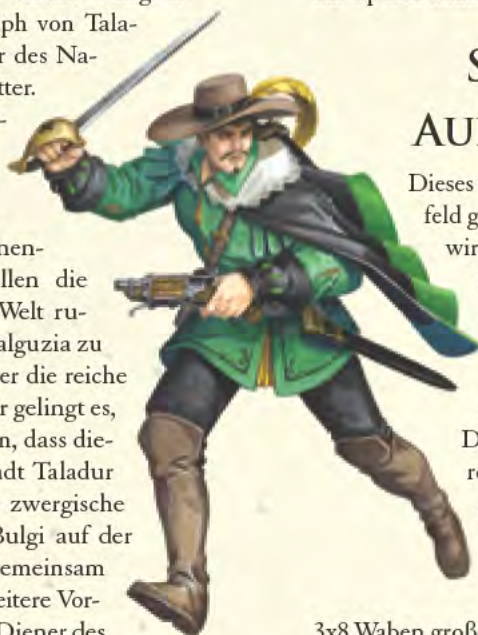 ph von Tala-
r des Na-
tter.
nen-
llen die
Welt ru-
alguzia zu
er die reiche
r gelingt es,
n, dass die-
dt Taladur
zwergische
Bulgi auf der
emeinsam
eitere Vor-
Diener des
S
AU
Dieses
feld g
wir
D
re
3x8 Waben groß